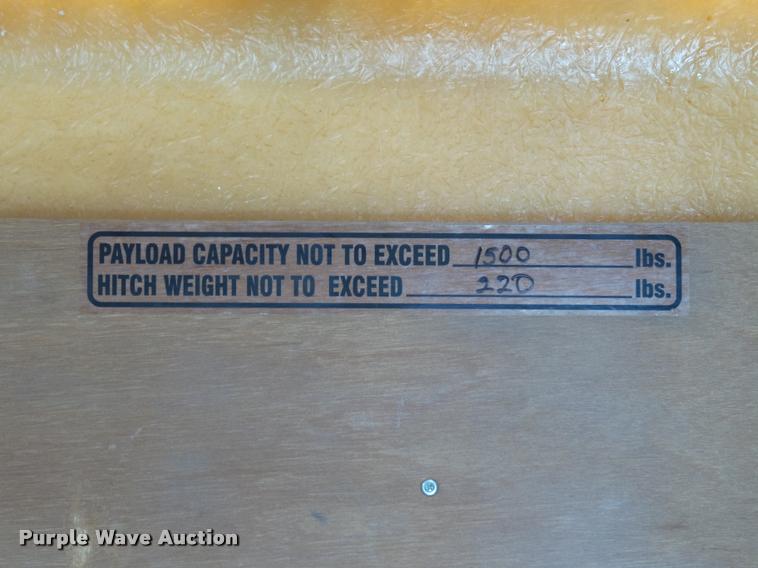 PAYLOAD CAPACITY NOT TO EXCEED 1500 lbs.
HITCH WEIGHT NOT TO EXCEED 220 lbs.
Purple Wave Auction